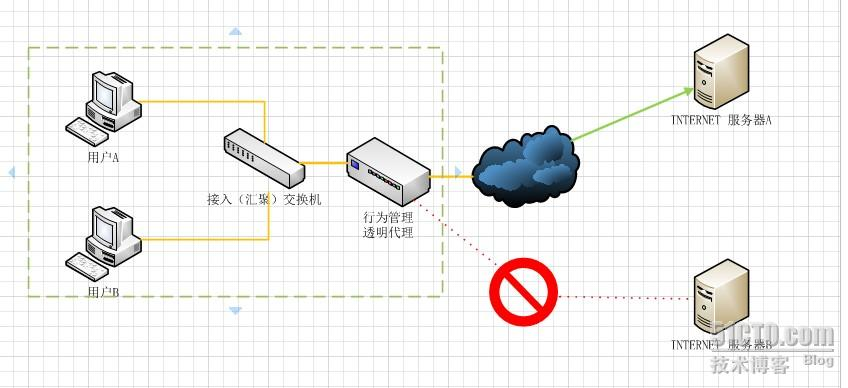 INTERNET 服务器A
用户A
接入（汇聚）交换机
行为管理
透明代理
用户B
INTERNET 服务器B
51CTO.com
技术博客 Blog